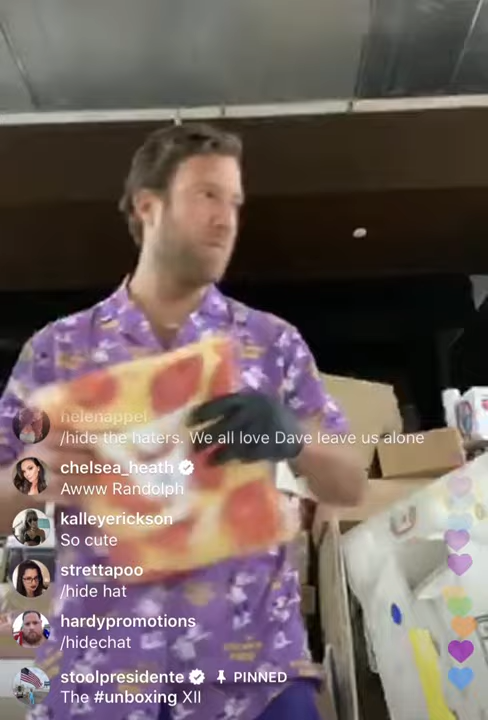 helenappel
/hide the haters. We all love Dave leave us alone
chelsea_heath
Awww Randolph
kalleyerickson
So cute
strettapoo
/hide hat
hardypromotions
/hidechat
stoolpresidente PINNED
The #unboxing XII